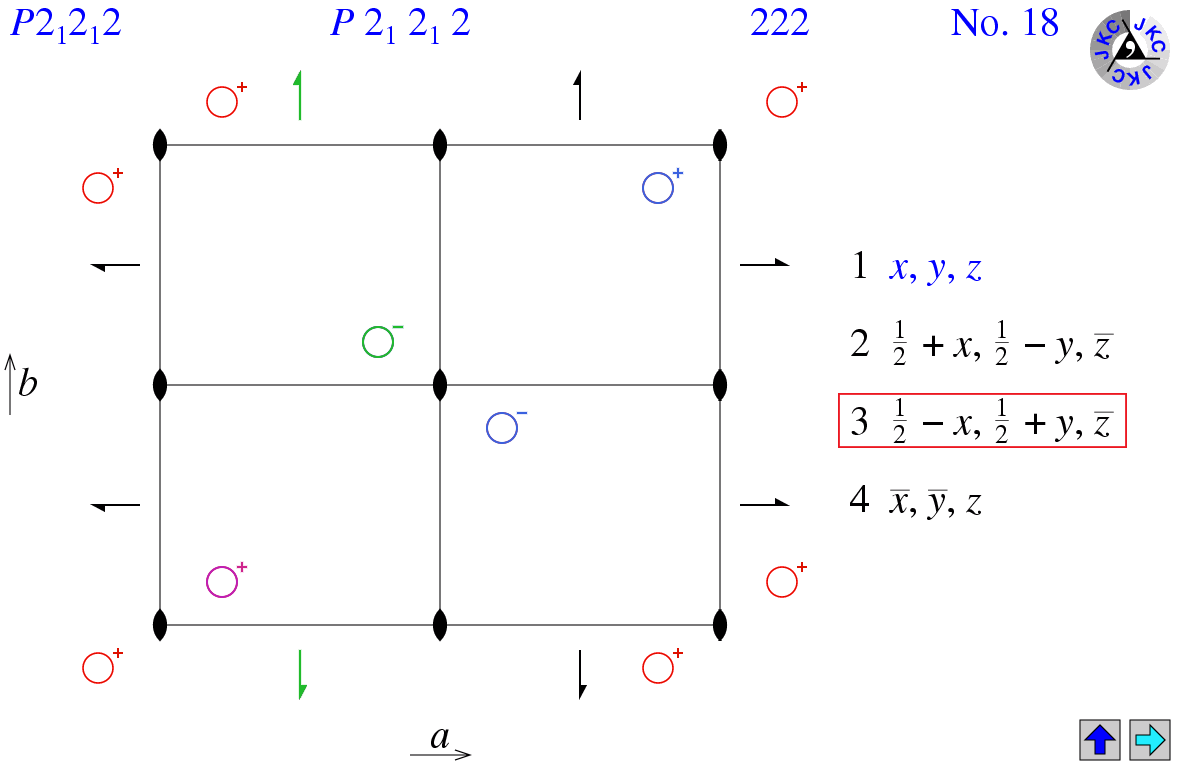 P2₁2₁2 P 2₁ 2₁ 2 222 No. 18
JKC JKC JKC
+ +
+ +
1 x, y, z
−
2 ½ + x, ½ − y, z̅
b
3 ½ − x, ½ + y, z̅
−
4 x̅, y̅, z
+ +
+ +
a